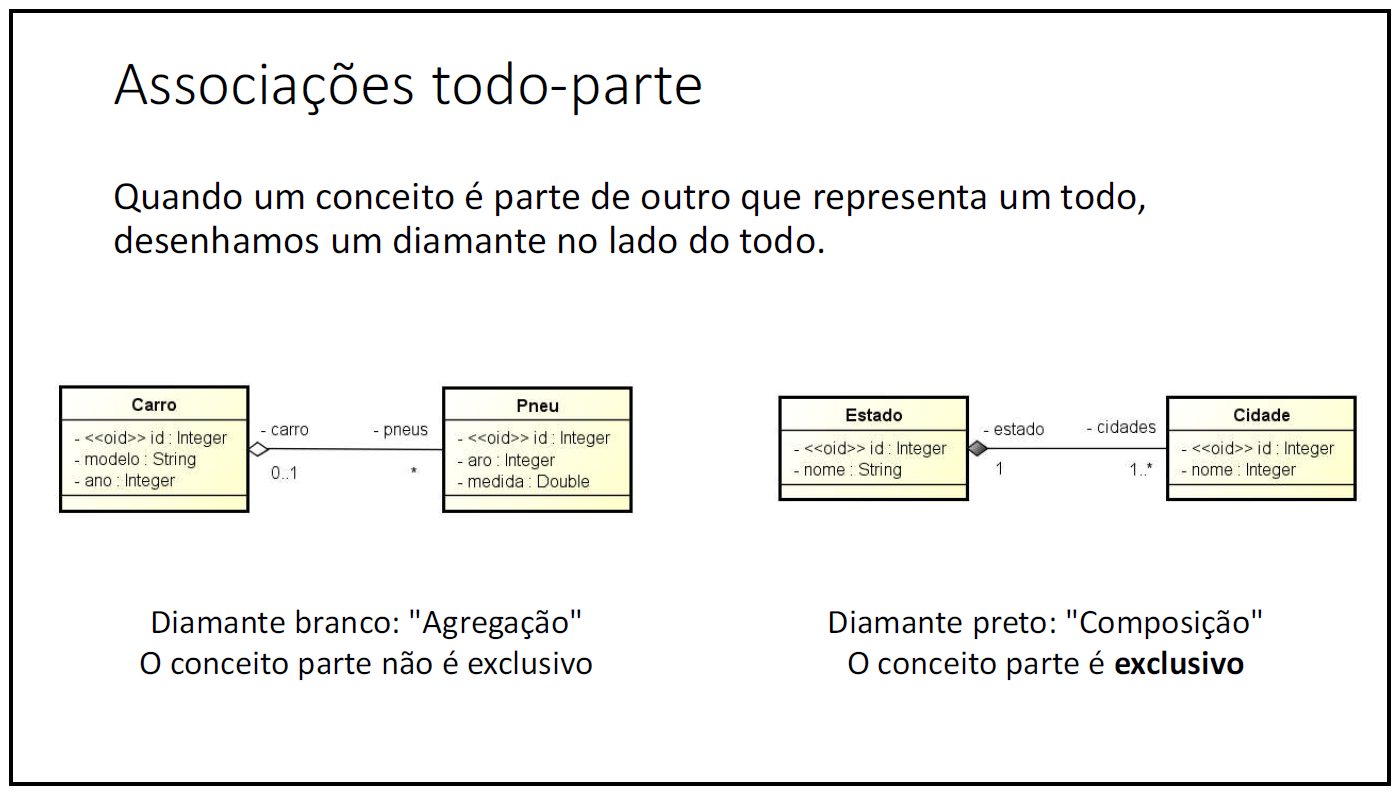 Associações todo-parte
Quando um conceito é parte de outro que representa um todo,
desenhamos um diamante no lado do todo.
Carro
- <<oid>> id : Integer
- modelo : String
- ano : Integer
- carro
0..1
- pneus
*
Pneu
- <<oid>> id : Integer
- aro : Integer
- medida : Double
Estado
- <<oid>> id : Integer
- nome : String
- estado
1
- cidades
1..*
Cidade
- <<oid>> id : Integer
- nome : Integer
Diamante branco: "Agregação"
O conceito parte não é exclusivo
Diamante preto: "Composição"
O conceito parte é exclusivo